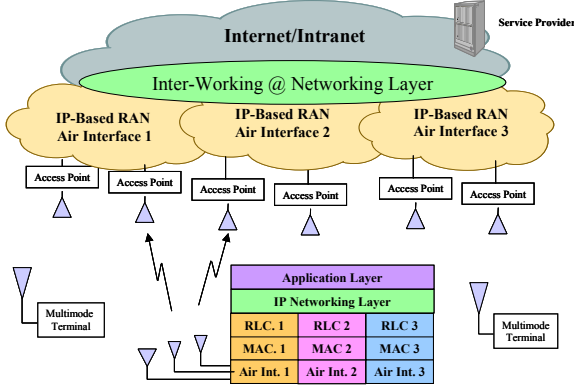 Service Provider
Internet/Intranet
Inter-Working @ Networking Layer
IP-Based RAN
Air Interface 1
IP-Based RAN
Air Interface 2
IP-Based RAN
Air Interface 3
Access Point
Access Point
Access Point
Access Point
Access Point
Access Point
Application Layer
IP Networking Layer
RLC. 1 RLC 2 RLC 3
MAC. 1 MAC 2 MAC 3
Air Int. 1 Air Int. 2 Air Int. 3
Multimode
Terminal
Multimode
Terminal